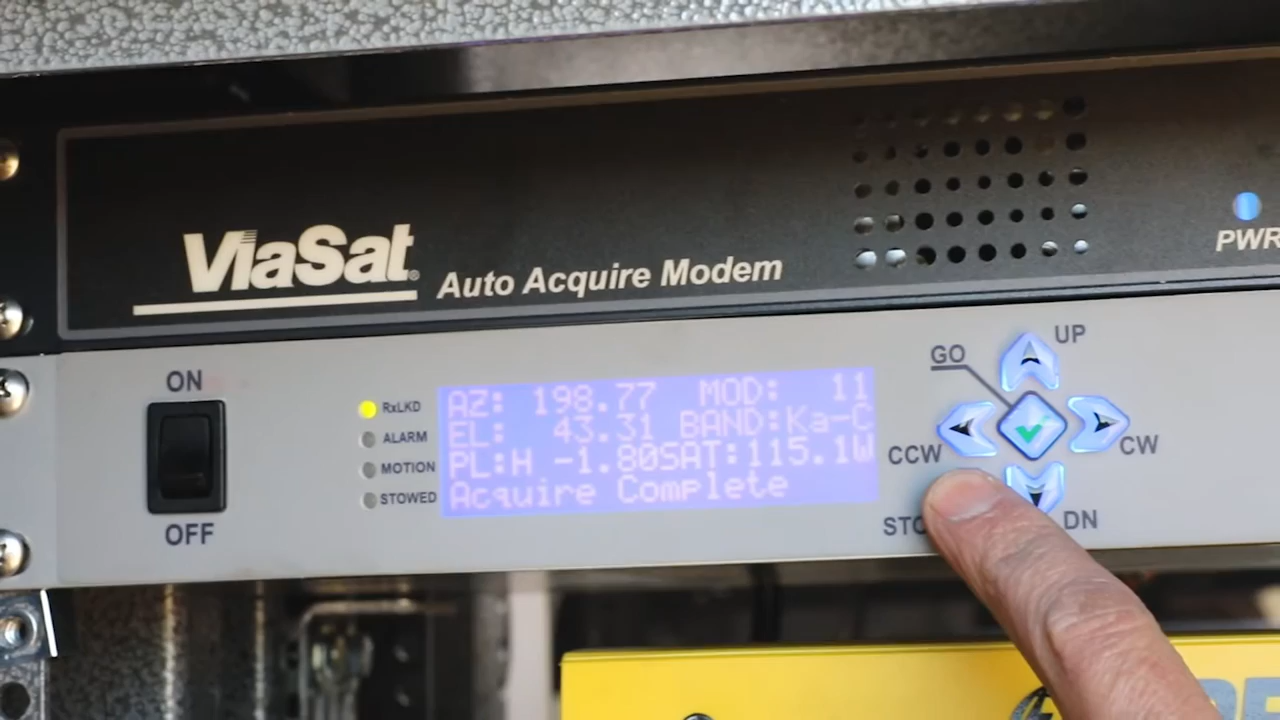 ViaSat®
Auto Acquire Modem
PWR
ON
OFF
RxLKD
ALARM
MOTION
STOWED
AZ: 198.77 MOD: 11
EL: 43.31 BAND:Ka-C
PL:H -1.80SAT:115.1W
Acquire Complete
GO
UP
CCW
CW
DN